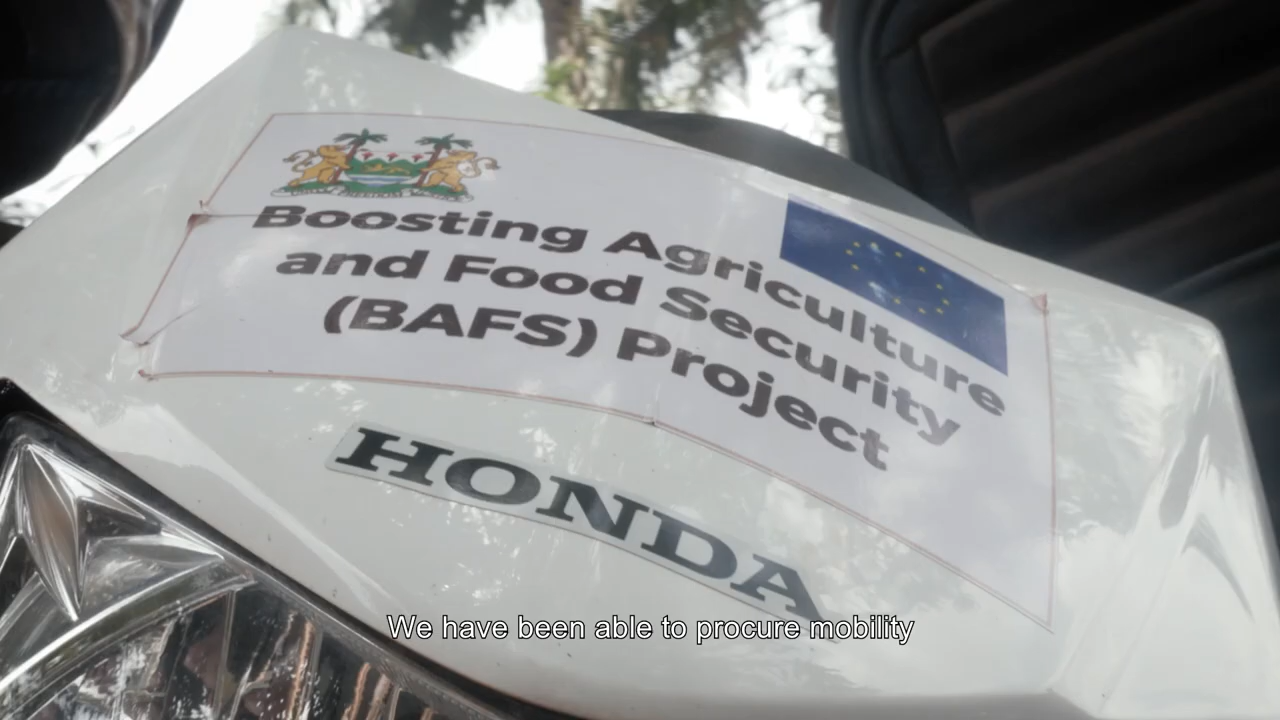 Boosting Agriculture
and Food Security
(BAFS) Project
HONDA
We have been able to procure mobility